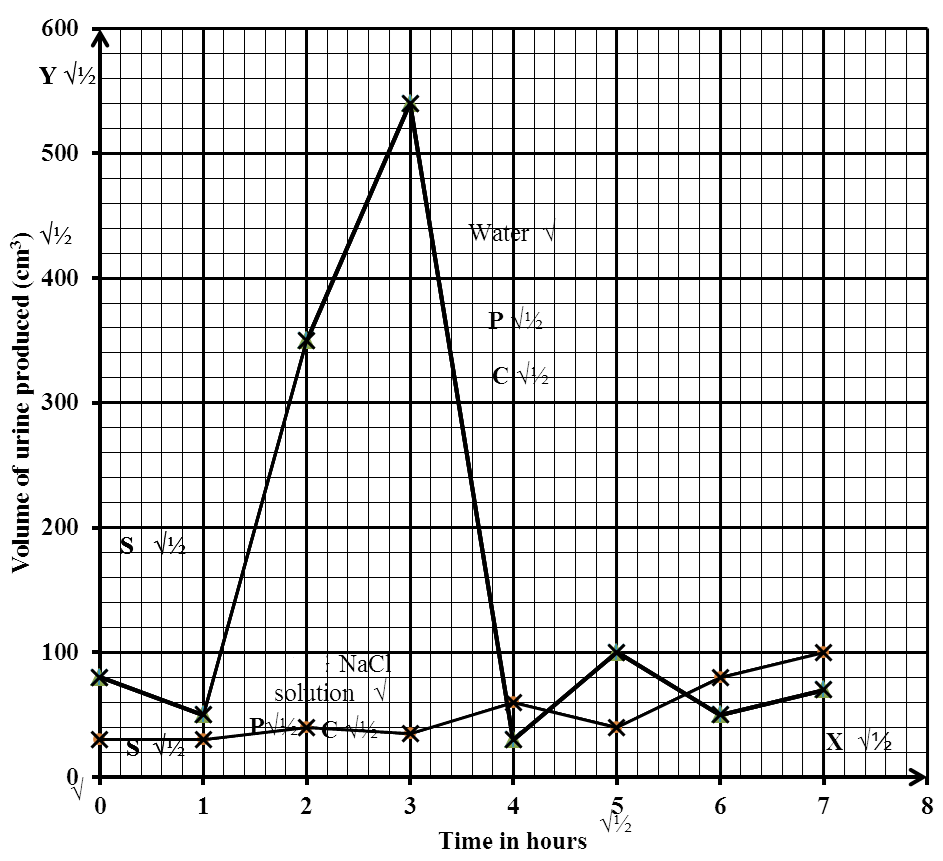 600
Y √½
500
Volume of urine produced (cm³) √½
Water √
400
P √½
C √½
300
200
S √½
100
: NaCl
solution √
P√½ C √½
S √½
X √½
0
√
0 1 2 3 4 5 6 7 8
√½
Time in hours